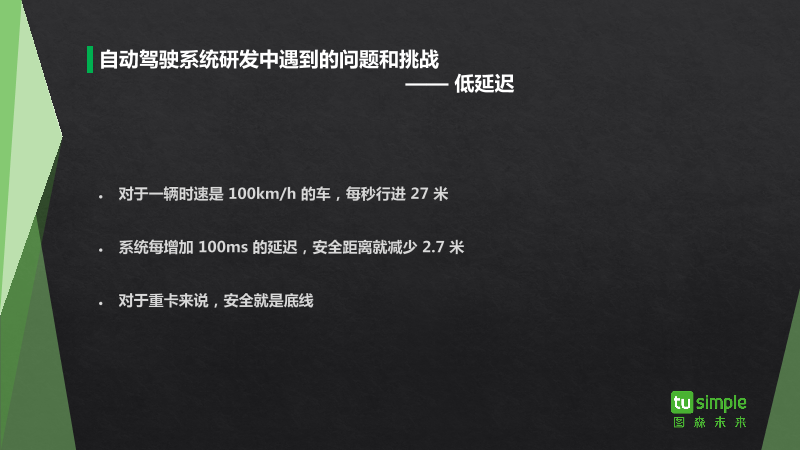 自动驾驶系统研发中遇到的问题和挑战
—— 低延迟
• 对于一辆时速是 100km/h 的车，每秒行进 27 米
• 系统每增加 100ms 的延迟，安全距离就减少 2.7 米
• 对于重卡来说，安全就是底线
tu simple
图森未来